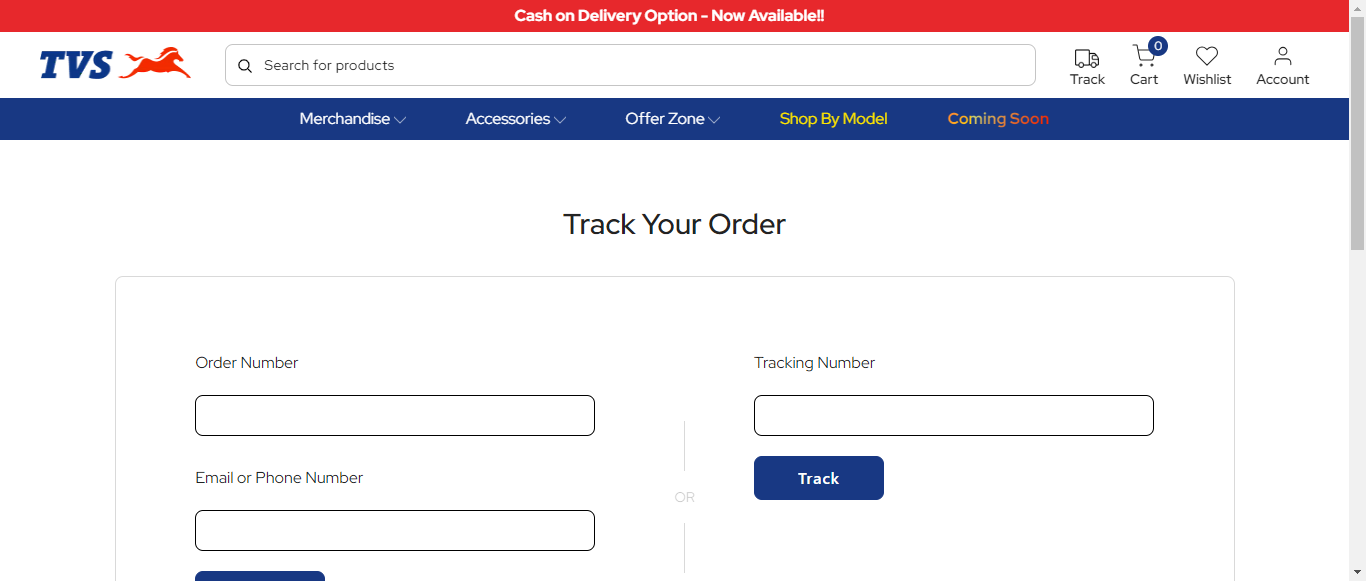 Cash on Delivery Option - Now Available!!
TVS
Search for products
Track
0
Cart
Wishlist
Account
Merchandise
Accessories
Offer Zone
Shop By Model
Coming Soon
Track Your Order
Order Number
Email or Phone Number
OR
Tracking Number
Track